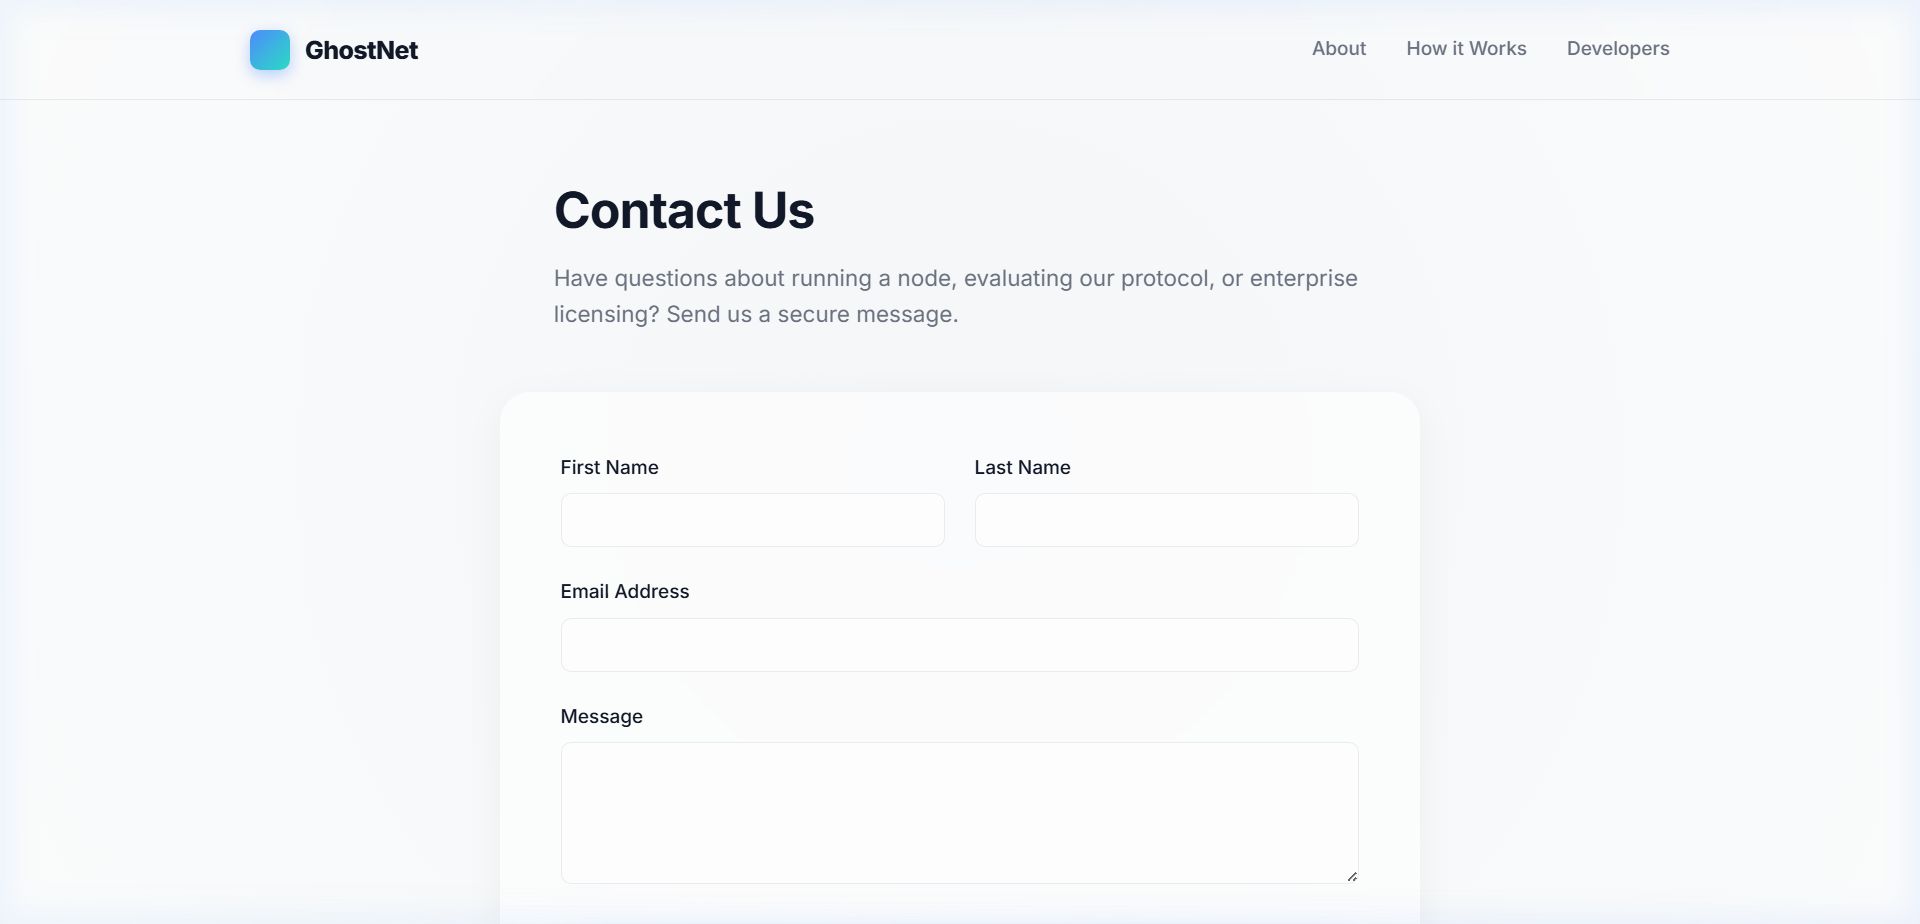 GhostNet
About
How it Works
Developers
Contact Us
Have questions about running a node, evaluating our protocol, or enterprise
licensing? Send us a secure message.
First Name
Last Name
Email Address
Message